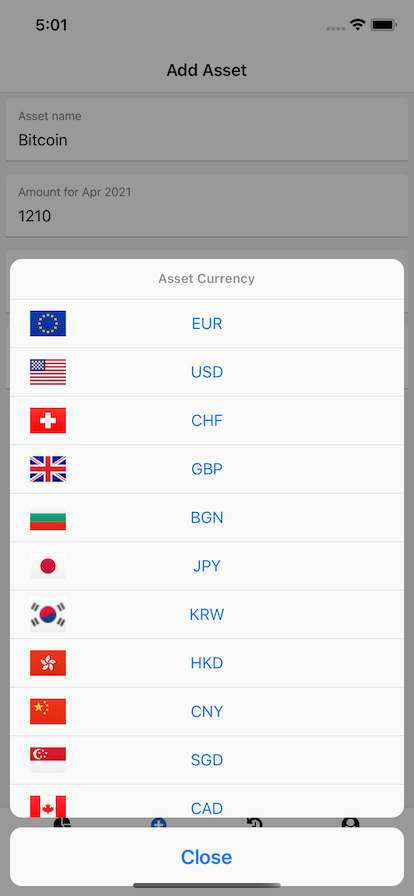 5:01
Add Asset
Asset name
Bitcoin
Amount for Apr 2021
1210
Asset Currency
EUR
USD
CHF
GBP
BGN
JPY
KRW
HKD
CNY
SGD
CAD
Close